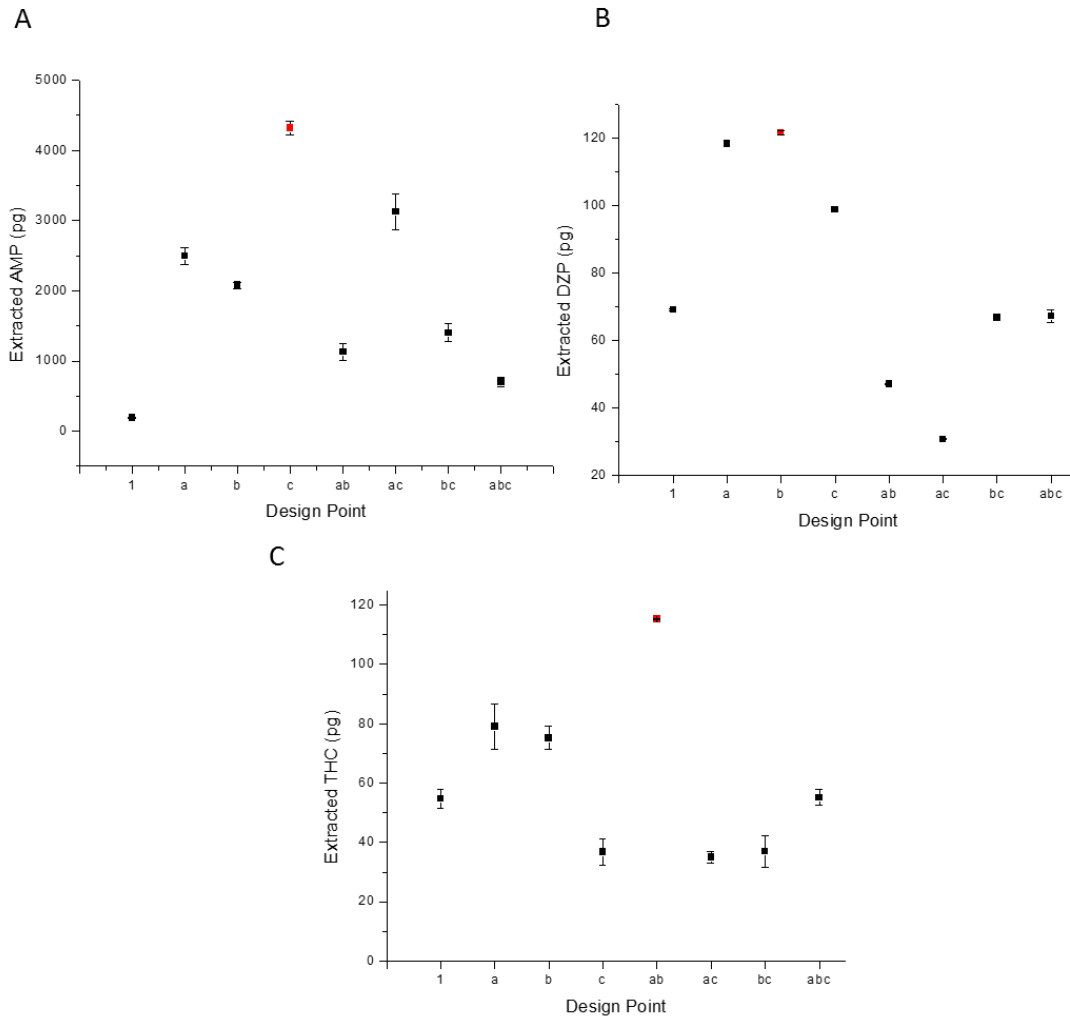 A
Extracted AMP (pg)
5000
4000
3000
2000
1000
0
1 a b c ab ac bc abc
Design Point
B
Extracted DZP (pg)
120
100
80
60
40
20
1 a b c ab ac bc abc
Design Point
C
Extracted THC (pg)
120
100
80
60
40
20
0
1 a b c ab ac bc abc
Design Point